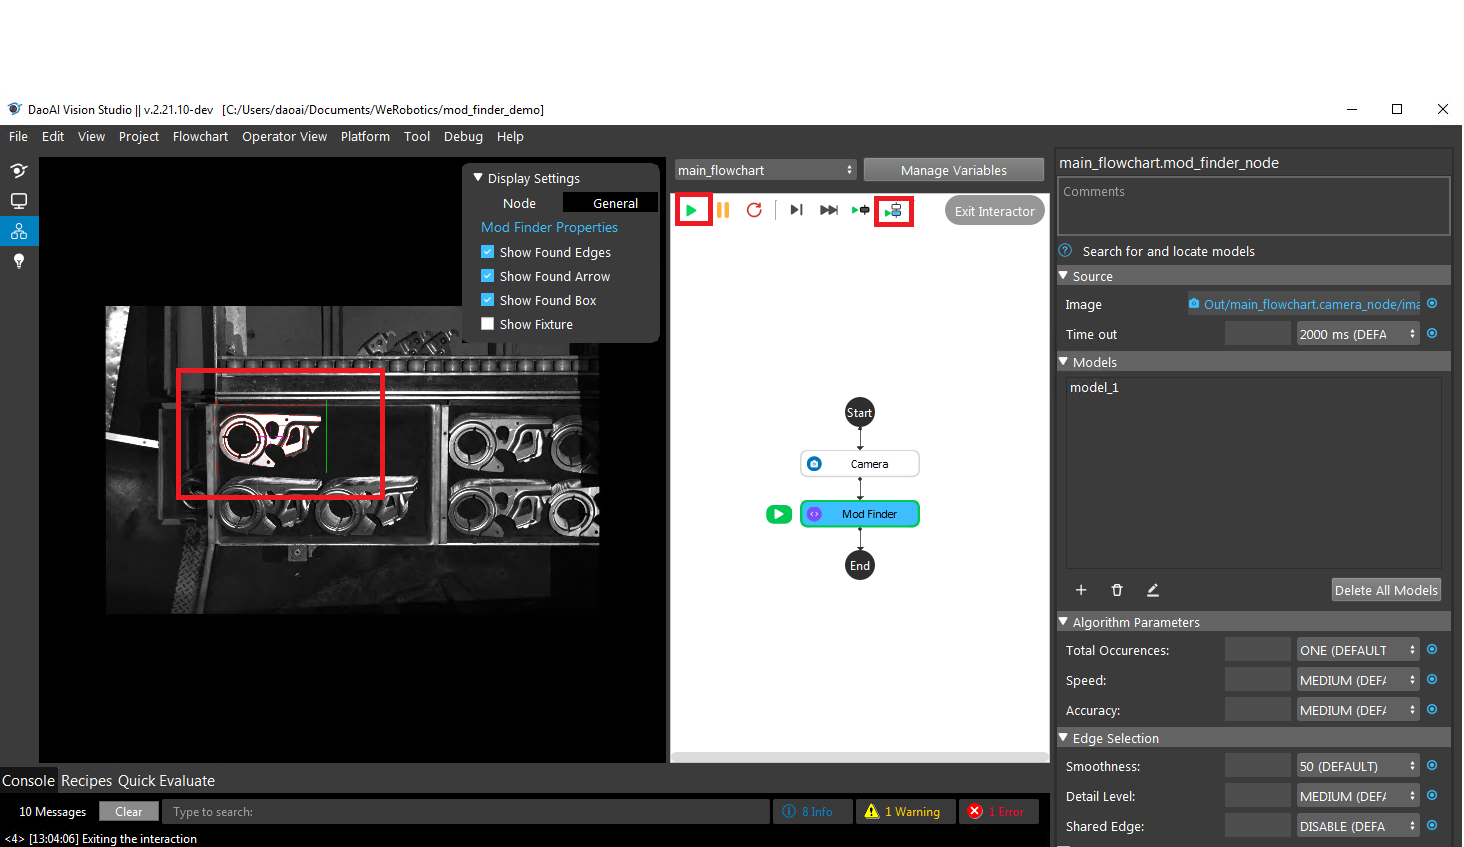 DaoAI Vision Studio || v.2.21.10-dev [C:/Users/daoai/Documents/WeRobotics/mod_finder_demo]
File Edit View Project Flowchart Operator View Platform Tool Debug Help
Display Settings
Node General
Mod Finder Properties
Show Found Edges
Show Found Arrow
Show Found Box
Show Fixture
main_flowchart Manage Variables
Exit Interactor
Start
Camera
Mod Finder
End
main_flowchart.mod_finder_node
Comments
Search for and locate models
Source
Image Out/main_flowchart.camera_node/ima
Time out 2000 ms (DEFA
Models
model_1
Delete All Models
Algorithm Parameters
Total Occurences: ONE (DEFAULT
Speed: MEDIUM (DEFA
Accuracy: MEDIUM (DEFA
Edge Selection
Smoothness: 50 (DEFAULT)
Detail Level: MEDIUM (DEFA
Shared Edge: DISABLE (DEFA
Console Recipes Quick Evaluate
10 Messages Clear Type to search: 8 Info 1 Warning 1 Error
<4> [13:04:06] Exiting the interaction